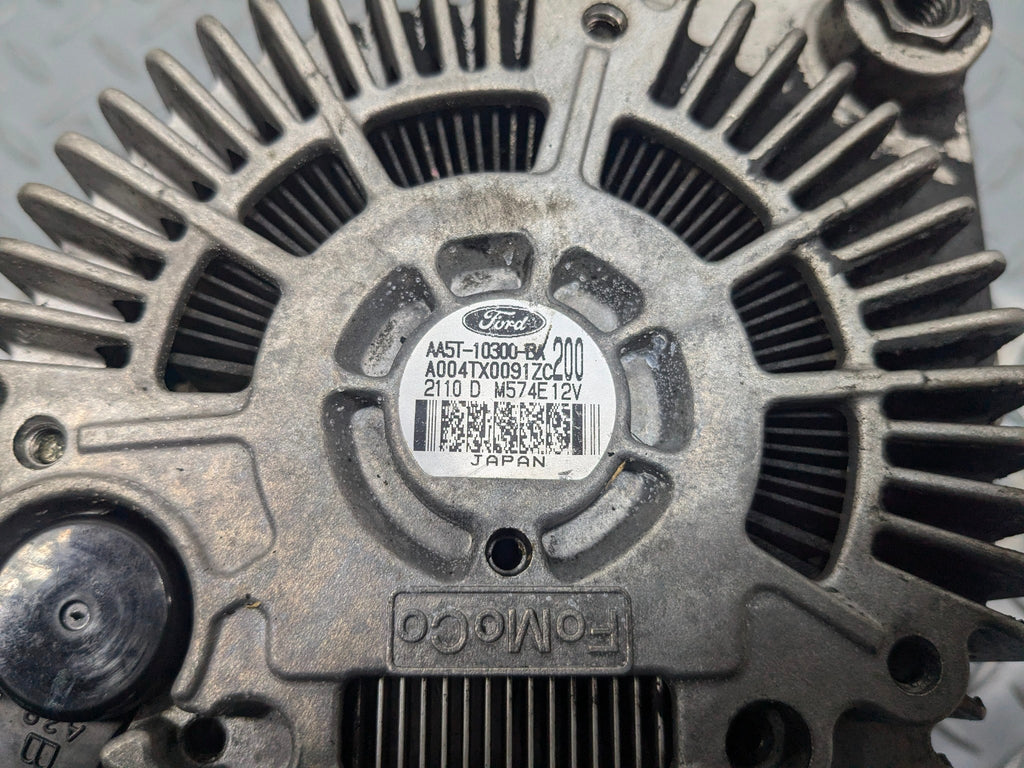 Ford
AA5T-10300-BA 200
A004TX0091ZC
2110 D M574E12V
JAPAN
FoMoCo